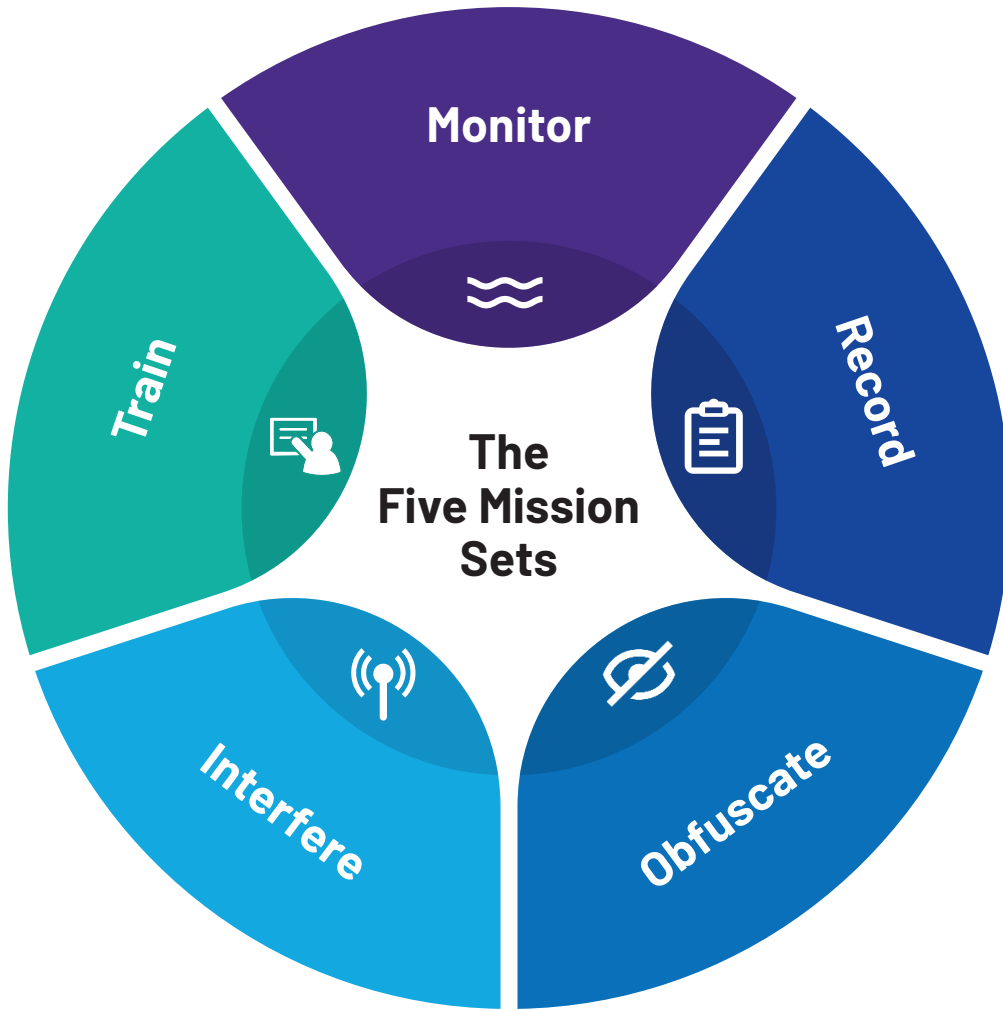 Monitor
Record
Obfuscate
Interfere
Train
The
Five Mission
Sets